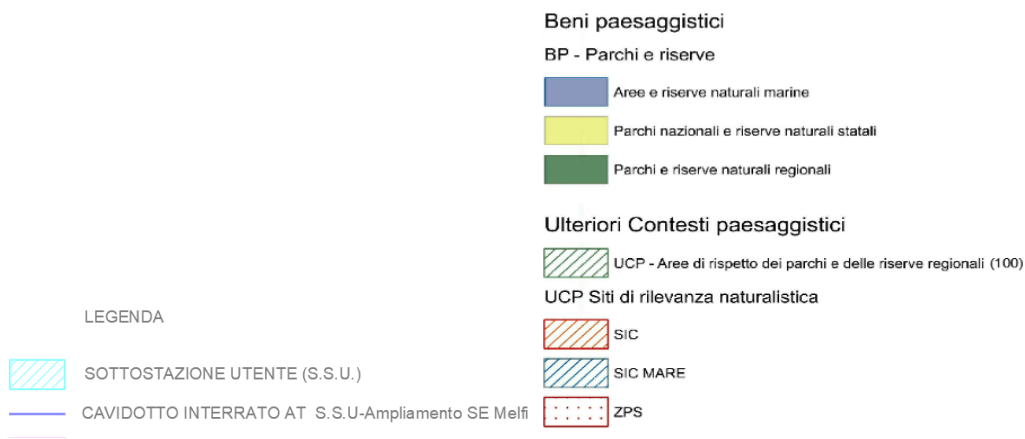 Beni paesaggistici
BP - Parchi e riserve
Aree e riserve naturali marine
Parchi nazionali e riserve naturali statali
Parchi e riserve naturali regionali
Ulteriori Contesti paesaggistici
UCP - Aree di rispetto dei parchi e delle riserve regionali (100)
UCP Siti di rilevanza naturalistica
SIC
SIC MARE
ZPS
LEGENDA
SOTTOSTAZIONE UTENTE (S.S.U.)
CAVIDOTTO INTERRATO AT S.S.U-Ampliamento SE Melfi